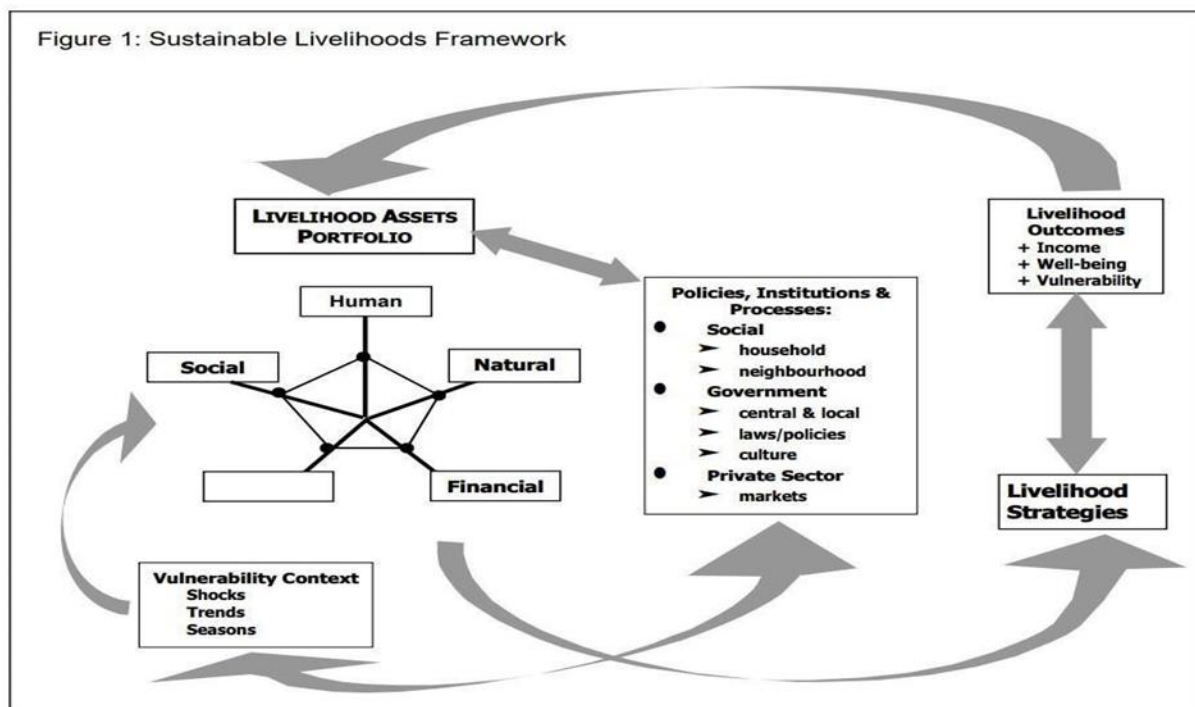 Figure 1: Sustainable Livelihoods Framework
LIVELIHOOD ASSETS
PORTFOLIO
Human
Social
Natural
Financial
Vulnerability Context
Shocks
Trends
Seasons
Policies, Institutions &
Processes:
● Social
➤ household
➤ neighbourhood
● Government
➤ central & local
➤ laws/policies
➤ culture
● Private Sector
➤ markets
Livelihood
Outcomes
+ Income
+ Well-being
+ Vulnerability
Livelihood
Strategies